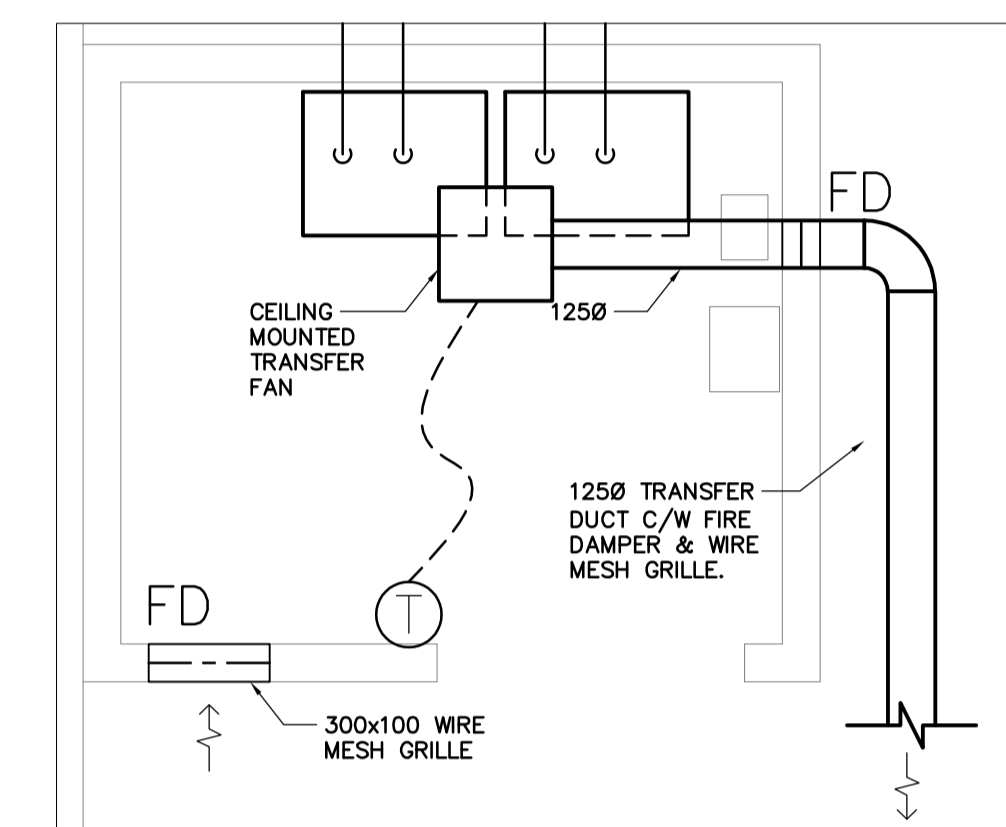 FD
CEILING
MOUNTED
TRANSFER
FAN
125Ø
125Ø TRANSFER
DUCT C/W FIRE
DAMPER & WIRE
MESH GRILLE.
FD
T
300x100 WIRE
MESH GRILLE